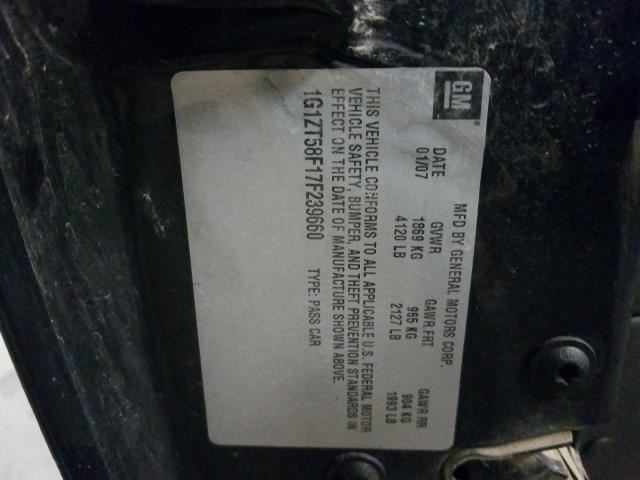 GM
MFD BY GENERAL MOTORS CORP.
DATE GVWR GAWR FRT GAWR RR
01/07 1869 KG 965 KG 904 KG
4120 LB 2127 LB 1993 LB
THIS VEHICLE CONFORMS TO ALL APPLICABLE U.S. FEDERAL MOTOR
VEHICLE SAFETY, BUMPER, AND THEFT PREVENTION STANDARDS IN
EFFECT ON THE DATE OF MANUFACTURE SHOWN ABOVE.
1G1ZT58F17F239660 TYPE: PASS CAR